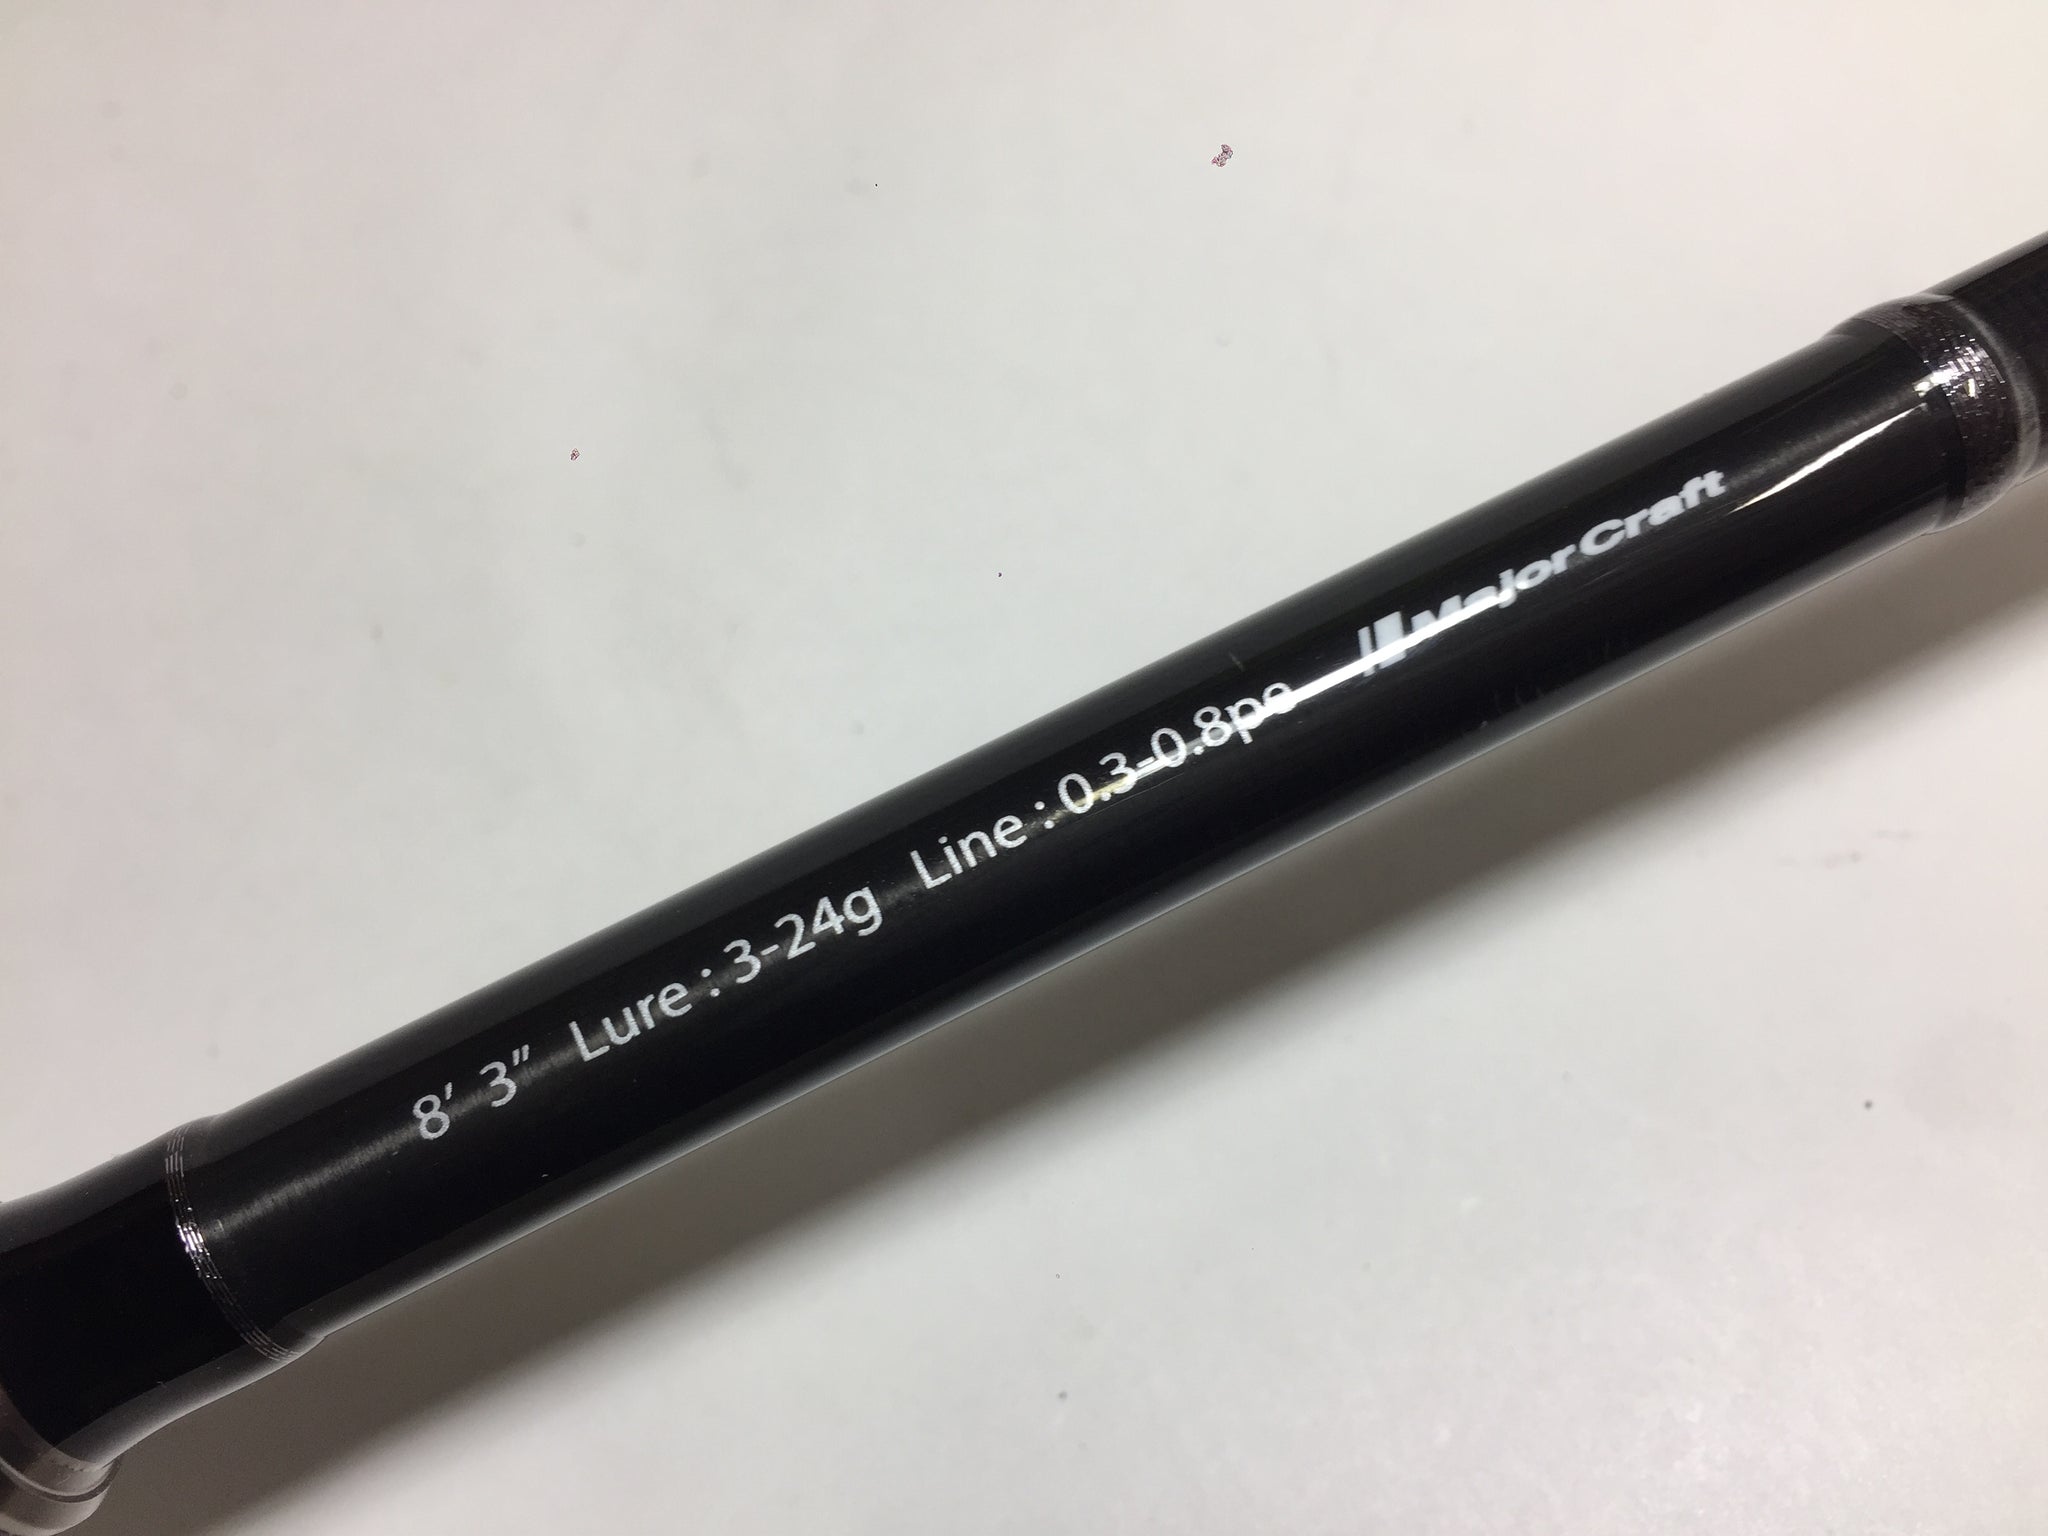 8' 3" Lure : 3-24g Line : 0.3-0.8pe MajorCraft